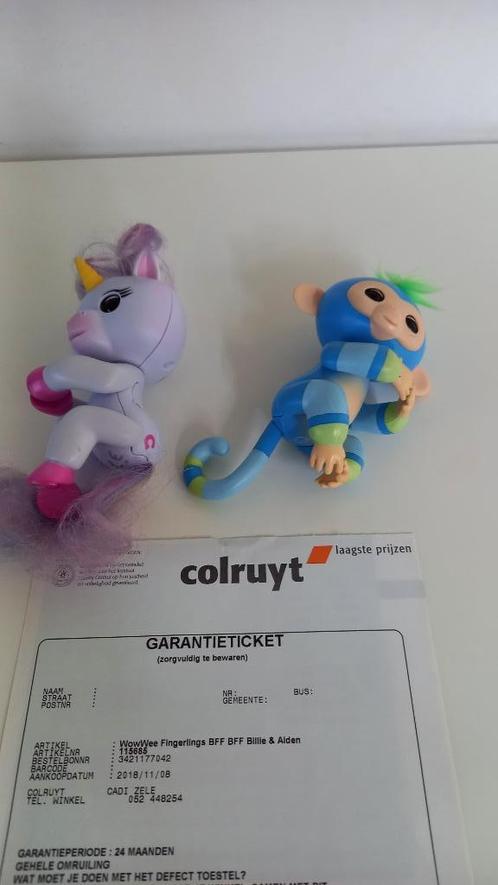 colruyt laagste prijzen
GARANTIETICKET
(zorgvuldig te bewaren)
NAAM :
STRAAT :
POSTNR :
NR:
BUS:
GEMEENTE:
ARTIKEL : WowWee Fingerlings BFF BFF Billie & Aiden
ARTIKELNR : 115685
BESTELBONNR : 3421177042
BARCODE :
AANKOOPDATUM : 2018/11/08
COLRUYT CADI ZELE
TEL. WINKEL 052 448254
GARANTIEPERIODE : 24 MAANDEN
GEHELE OMRUILING
WAT MOET JE DOEN MET HET DEFECT TOESTEL?